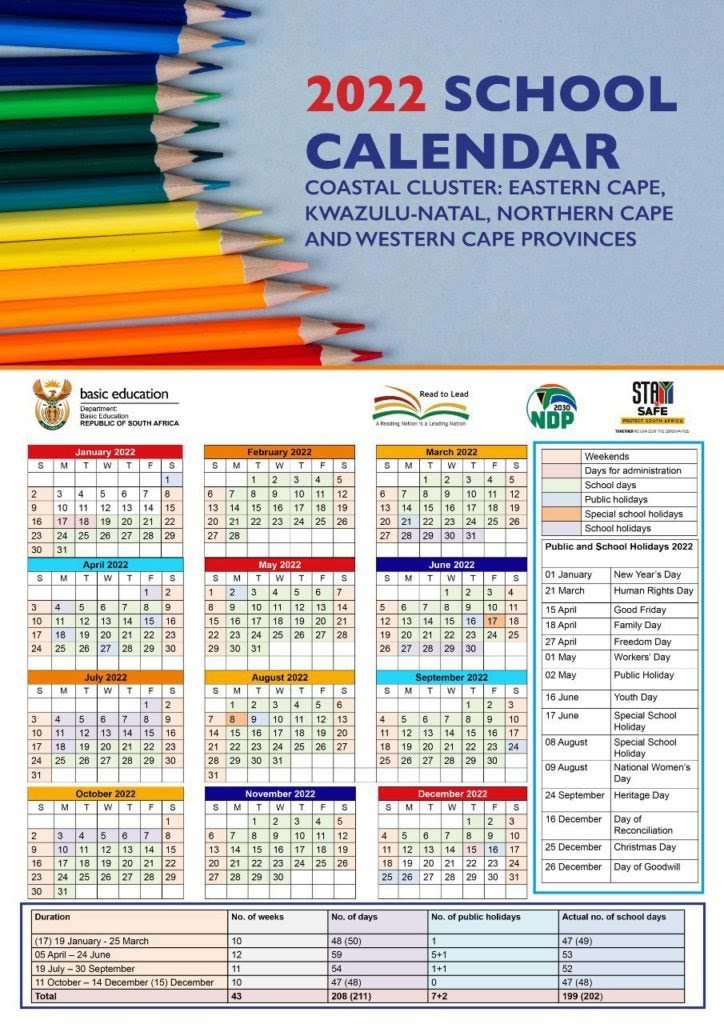 2022 SCHOOL
CALENDAR
COASTAL CLUSTER: EASTERN CAPE,
KWAZULU-NATAL, NORTHERN CAPE
AND WESTERN CAPE PROVINCES
basic education
Department:
Basic Education
REPUBLIC OF SOUTH AFRICA
Read to Lead
A Reading Nation is a Leading Nation
2030
NDP
STAY
SAFE
PROTECT SOUTH AFRICA
January 2022
S M T W T F S
1
2 3 4 5 6 7 8
9 10 11 12 13 14 15
16 17 18 19 20 21 22
23 24 25 26 27 28 29
30 31
February 2022
S M T W T F S
1 2 3 4 5
6 7 8 9 10 11 12
13 14 15 16 17 18 19
20 21 22 23 24 25 26
27 28
March 2022
S M T W T F S
1 2 3 4 5
6 7 8 9 10 11 12
13 14 15 16 17 18 19
20 21 22 23 24 25 26
27 28 29 30 31
April 2022
S M T W T F S
1 2
3 4 5 6 7 8 9
10 11 12 13 14 15 16
17 18 19 20 21 22 23
24 25 26 27 28 29 30
May 2022
S M T W T F S
1 2 3 4 5 6 7
8 9 10 11 12 13 14
15 16 17 18 19 20 21
22 23 24 25 26 27 28
29 30 31
June 2022
S M T W T F S
1 2 3 4
5 6 7 8 9 10 11
12 13 14 15 16 17 18
19 20 21 22 23 24 25
26 27 28 29 30
July 2022
S M T W T F S
1 2
3 4 5 6 7 8 9
10 11 12 13 14 15 16
17 18 19 20 21 22 23
24 25 26 27 28 29 30
31
August 2022
S M T W T F S
1 2 3 4 5 6
7 8 9 10 11 12 13
14 15 16 17 18 19 20
21 22 23 24 25 26 27
28 29 30 31
September 2022
S M T W T F S
1 2 3
4 5 6 7 8 9 10
11 12 13 14 15 16 17
18 19 20 21 22 23 24
25 26 27 28 29 30
October 2022
S M T W T F S
1
2 3 4 5 6 7 8
9 10 11 12 13 14 15
16 17 18 19 20 21 22
23 24 25 26 27 28 29
30 31
November 2022
S M T W T F S
1 2 3 4 5
6 7 8 9 10 11 12
13 14 15 16 17 18 19
20 21 22 23 24 25 26
27 28 29 30
December 2022
S M T W T F S
1 2 3
4 5 6 7 8 9 10
11 12 13 14 15 16 17
18 19 20 21 22 23 24
25 26 27 28 29 30 31
Weekends
Days for administration
School days
Public holidays
Special school holidays
School holidays
Public and School Holidays 2022
01 January New Year's Day
21 March Human Rights Day
15 April Good Friday
18 April Family Day
27 April Freedom Day
01 May Workers' Day
02 May Public Holiday
16 June Youth Day
17 June Special School
Holiday
08 August Special School
Holiday
09 August National Women's
Day
24 September Heritage Day
16 December Day of
Reconciliation
25 December Christmas Day
26 December Day of Goodwill
Duration No. of weeks No. of days No. of public holidays Actual no. of school days
(17) 19 January - 25 March 10 48 (50) 1 47 (49)
05 April – 24 June 12 59 5+1 53
19 July – 30 September 11 54 1+1 52
11 October - 14 December (15) December 10 47 (48) 0 47 (48)
Total 43 208 (211) 7+2 199 (202)